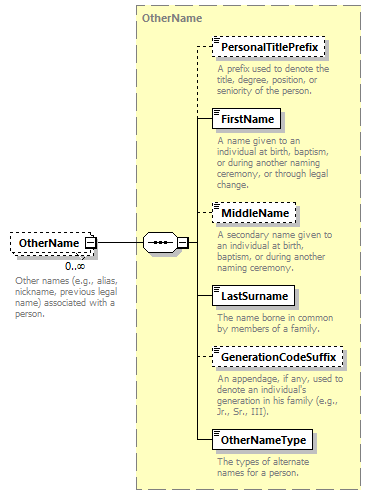 OtherName
PersonalTitlePrefix
A prefix used to denote the
title, degree, position, or
seniority of the person.
FirstName
A name given to an
individual at birth, baptism,
or during another naming
ceremony, or through legal
change.
MiddleName
A secondary name given to
an individual at birth,
baptism, or during another
naming ceremony.
OtherName
0..∞
Other names (e.g., alias,
nickname, previous legal
name) associated with a
person.
LastSurname
The name borne in common
by members of a family.
GenerationCodeSuffix
An appendage, if any, used to
denote an individual's
generation in his family (e.g.,
Jr., Sr., III).
OtherNameType
The types of alternate
names for a person.